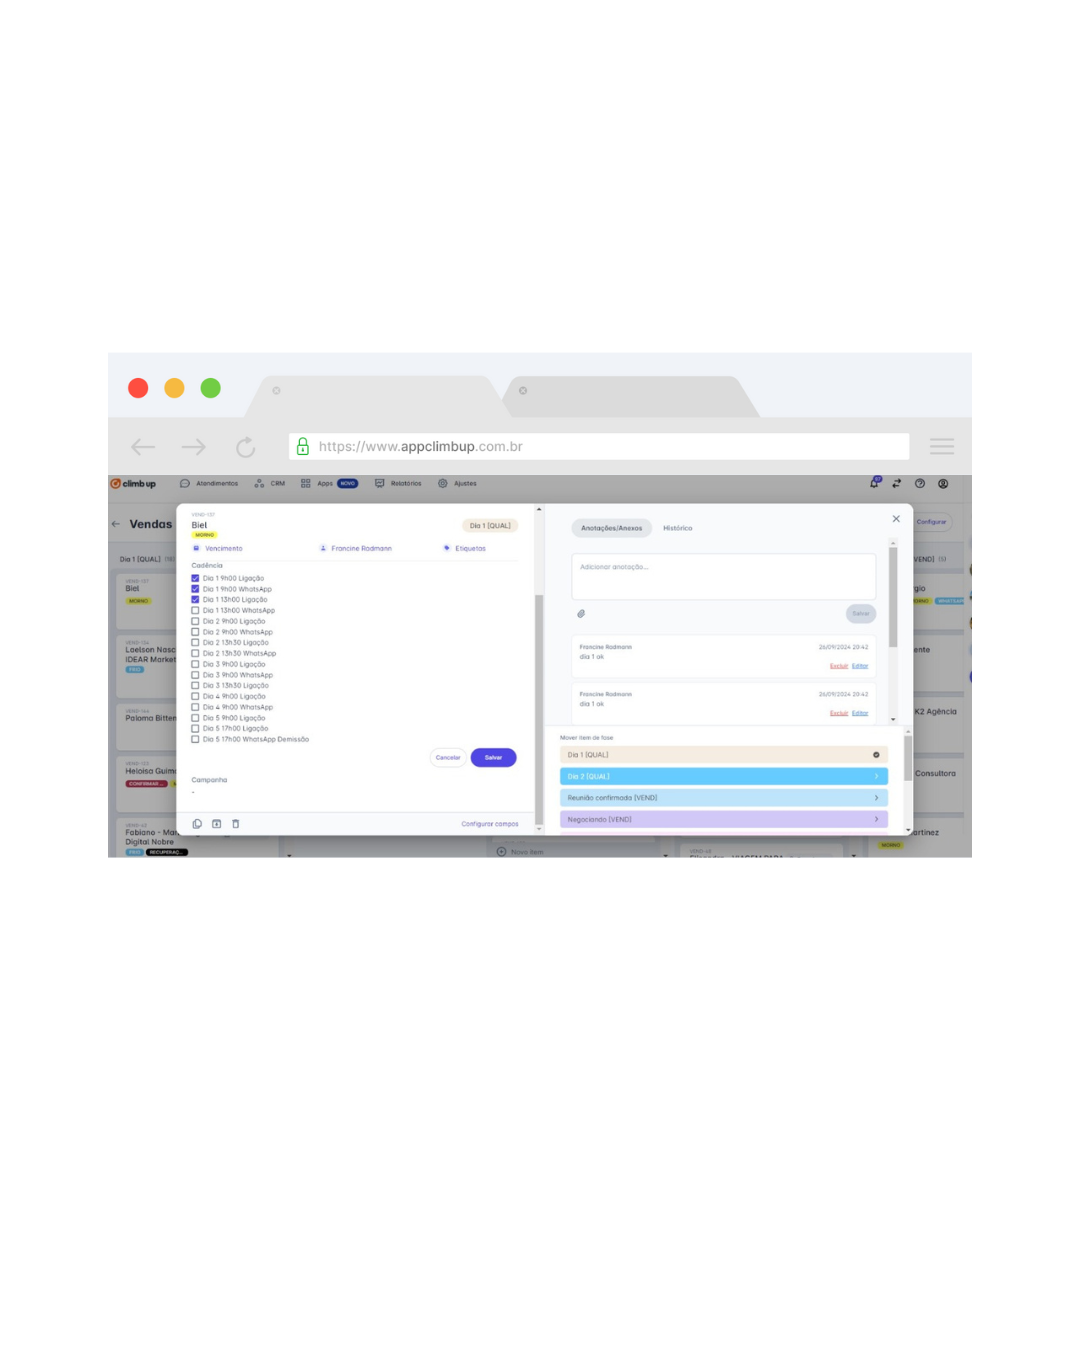 https://www.appclimbup.com.br
climb up
Atendimentos
CRM
Apps
NOVO
Relatórios
Ajustes
Vendas
Configurar
VEND-137
Biel
MORNO
Dia 1 [QUAL]
Vencimento
Francine Radmann
Etiquetas
Cadência
Dia 1 9h00 Ligação
Dia 1 9h00 WhatsApp
Dia 1 13h00 Ligação
Dia 1 13h00 WhatsApp
Dia 2 9h00 Ligação
Dia 2 9h00 WhatsApp
Dia 2 13h30 Ligação
Dia 2 13h30 WhatsApp
Dia 3 9h00 Ligação
Dia 3 9h00 WhatsApp
Dia 3 13h30 Ligação
Dia 4 9h00 Ligação
Dia 4 9h00 WhatsApp
Dia 5 9h00 Ligação
Dia 5 17h00 Ligação
Dia 5 17h00 WhatsApp Demissão
Cancelar
Salvar
Campanha
-
Configurar campos
Anotações/Anexos
Histórico
Adicionar anotação...
Salvar
Francine Radmann
26/09/2024 20:42
dia 1 ok
Excluir Editar
Francine Radmann
26/09/2024 20:42
dia 1 ok
Excluir Editar
Mover item de fase
Dia 1 [QUAL]
Dia 2 [QUAL]
Reunião confirmada [VEND]
Negociando [VEND]
Dia 1 [QUAL]
VEND-137
Biel
MORNO
Loelson Nasc
IDEAR Market
FRIO
Paloma Bitten
Heloisa Guim
CONFIRMAR ...
Fabiano - Mar
Digital Nobre
FRIO
RECUPERAÇ...
Novo item
VEND]
rgio
MORNO
ente
K2 Agência
Consultora
artinez
MORNO